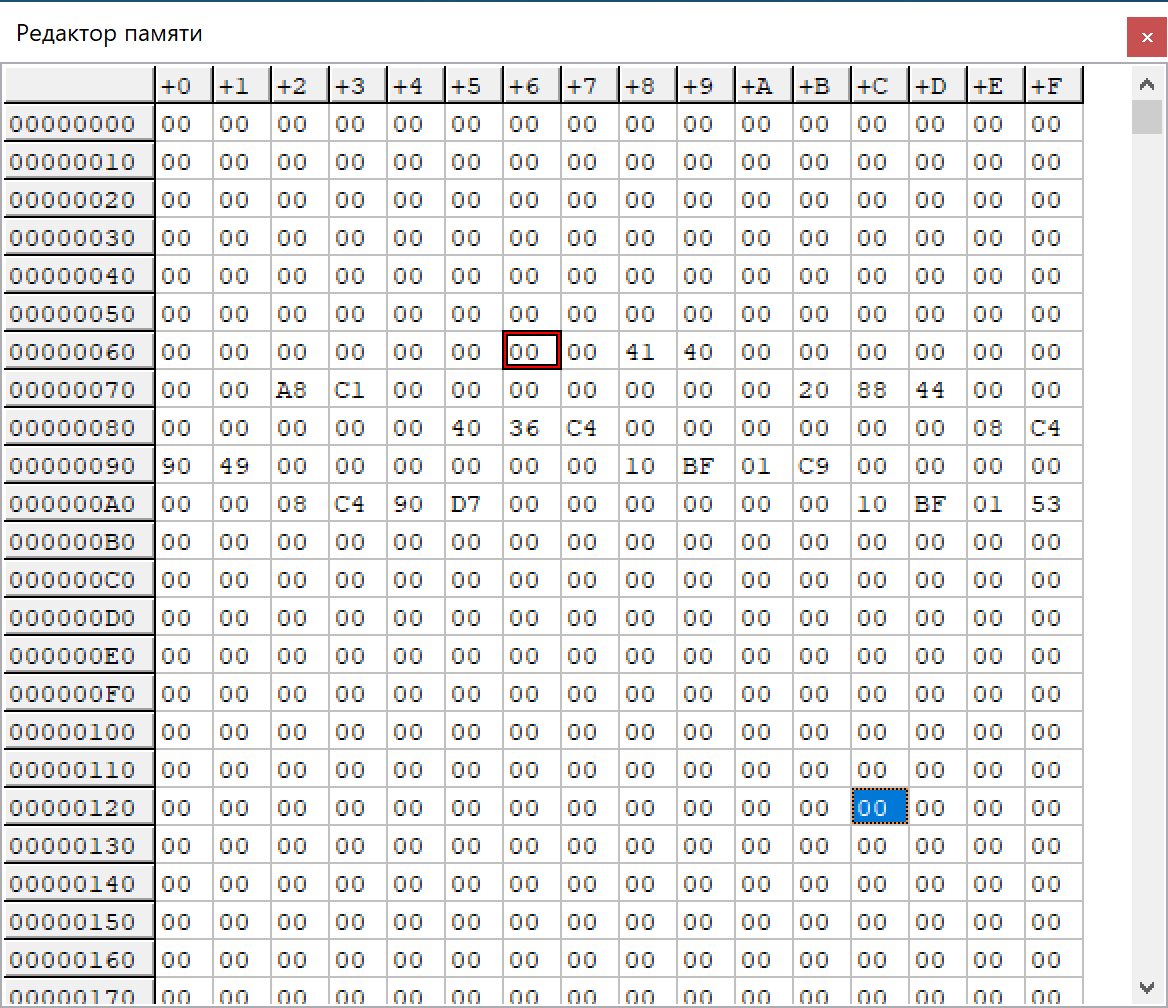 Редактор памяти
+0 +1 +2 +3 +4 +5 +6 +7 +8 +9 +A +B +C +D +E +F
00000000 00 00 00 00 00 00 00 00 00 00 00 00 00 00 00 00
00000010 00 00 00 00 00 00 00 00 00 00 00 00 00 00 00 00
00000020 00 00 00 00 00 00 00 00 00 00 00 00 00 00 00 00
00000030 00 00 00 00 00 00 00 00 00 00 00 00 00 00 00 00
00000040 00 00 00 00 00 00 00 00 00 00 00 00 00 00 00 00
00000050 00 00 00 00 00 00 00 00 00 00 00 00 00 00 00 00
00000060 00 00 00 00 00 00 00 00 41 40 00 00 00 00 00 00
00000070 00 00 A8 C1 00 00 00 00 00 00 00 20 88 44 00 00
00000080 00 00 00 00 00 40 36 C4 00 00 00 00 00 00 08 C4
00000090 90 49 00 00 00 00 00 00 10 BF 01 C9 00 00 00 00
000000A0 00 00 08 C4 90 D7 00 00 00 00 00 00 10 BF 01 53
000000B0 00 00 00 00 00 00 00 00 00 00 00 00 00 00 00 00
000000C0 00 00 00 00 00 00 00 00 00 00 00 00 00 00 00 00
000000D0 00 00 00 00 00 00 00 00 00 00 00 00 00 00 00 00
000000E0 00 00 00 00 00 00 00 00 00 00 00 00 00 00 00 00
000000F0 00 00 00 00 00 00 00 00 00 00 00 00 00 00 00 00
00000100 00 00 00 00 00 00 00 00 00 00 00 00 00 00 00 00
00000110 00 00 00 00 00 00 00 00 00 00 00 00 00 00 00 00
00000120 00 00 00 00 00 00 00 00 00 00 00 00 00 00 00 00
00000130 00 00 00 00 00 00 00 00 00 00 00 00 00 00 00 00
00000140 00 00 00 00 00 00 00 00 00 00 00 00 00 00 00 00
00000150 00 00 00 00 00 00 00 00 00 00 00 00 00 00 00 00
00000160 00 00 00 00 00 00 00 00 00 00 00 00 00 00 00 00
00000170 00 00 00 00 00 00 00 00 00 00 00 00 00 00 00 00